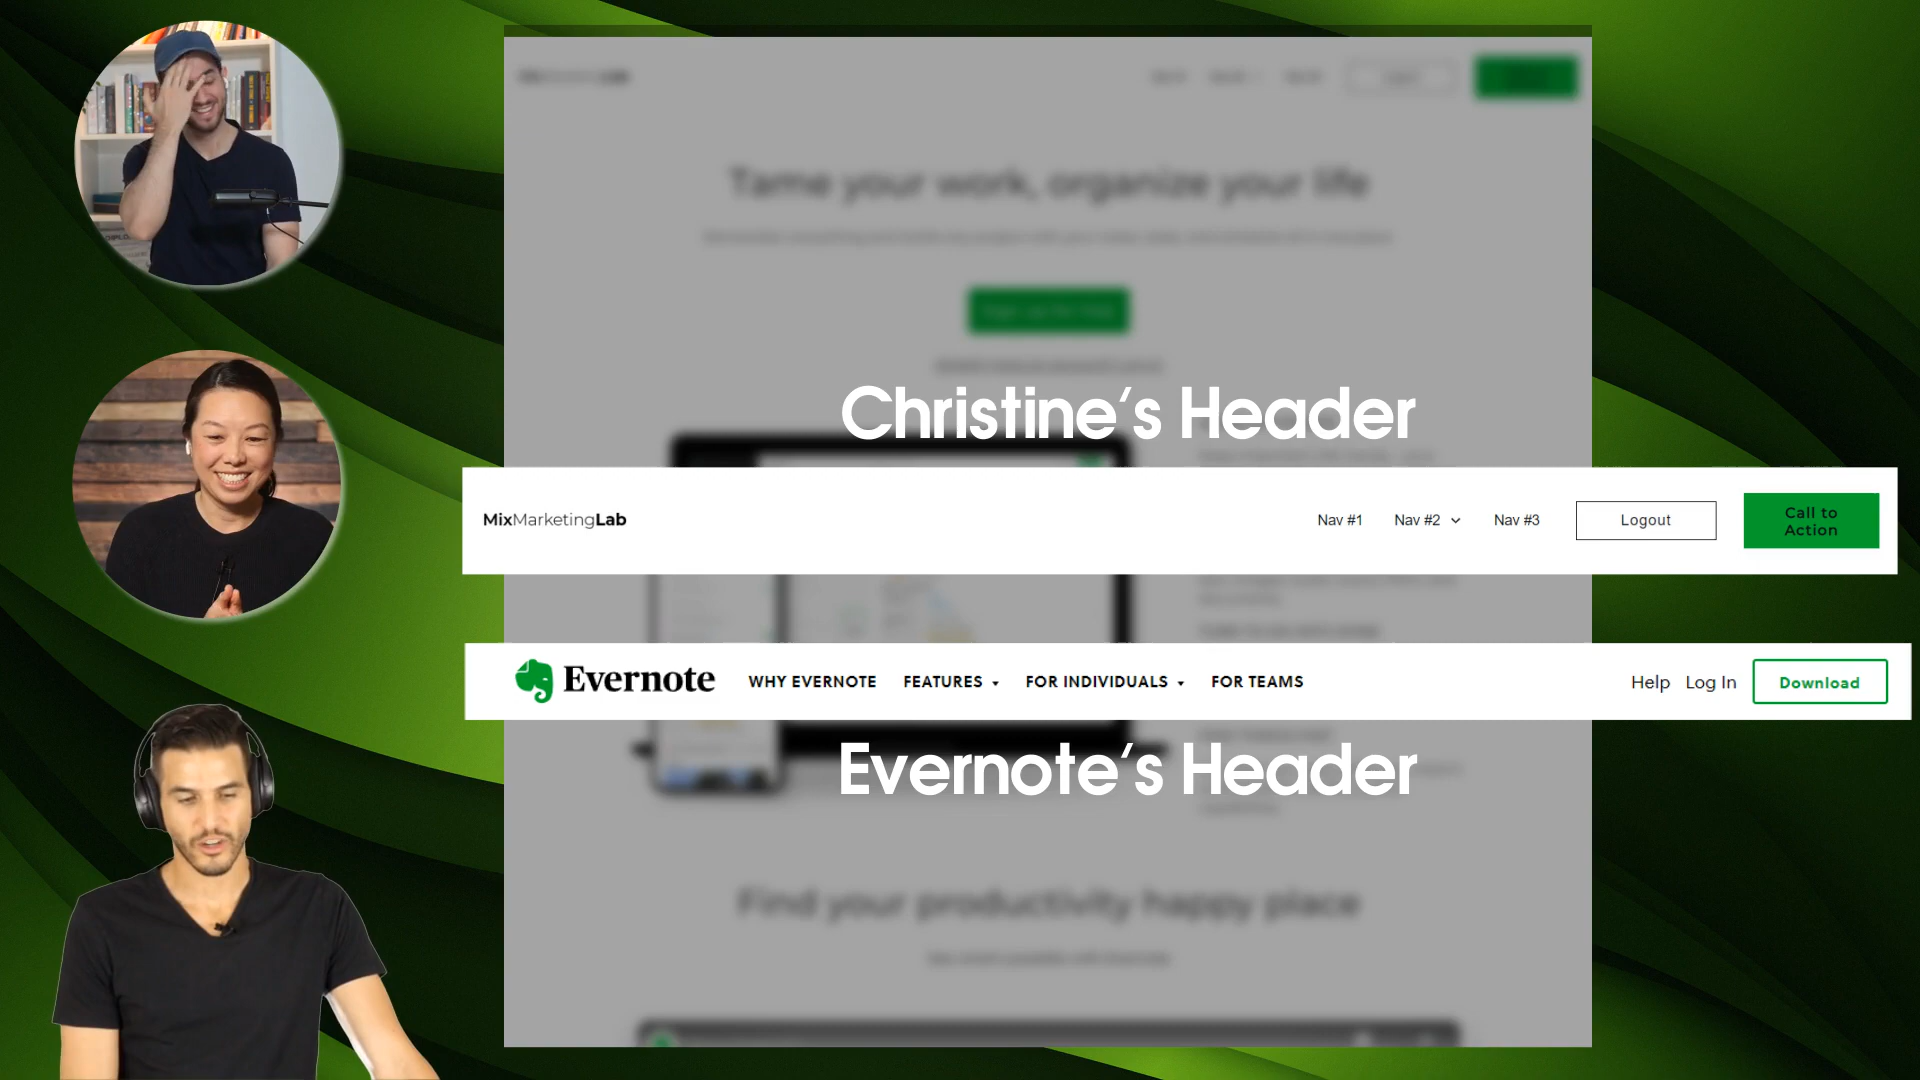 Tame your work, organize your life
Christine's Header
MixMarketingLab
Nav #1
Nav #2
Nav #3
Logout
Call to
Action
Evernote
WHY EVERNOTE
FEATURES
FOR INDIVIDUALS
FOR TEAMS
Help
Log In
Download
Evernote's Header
Find your productivity happy place